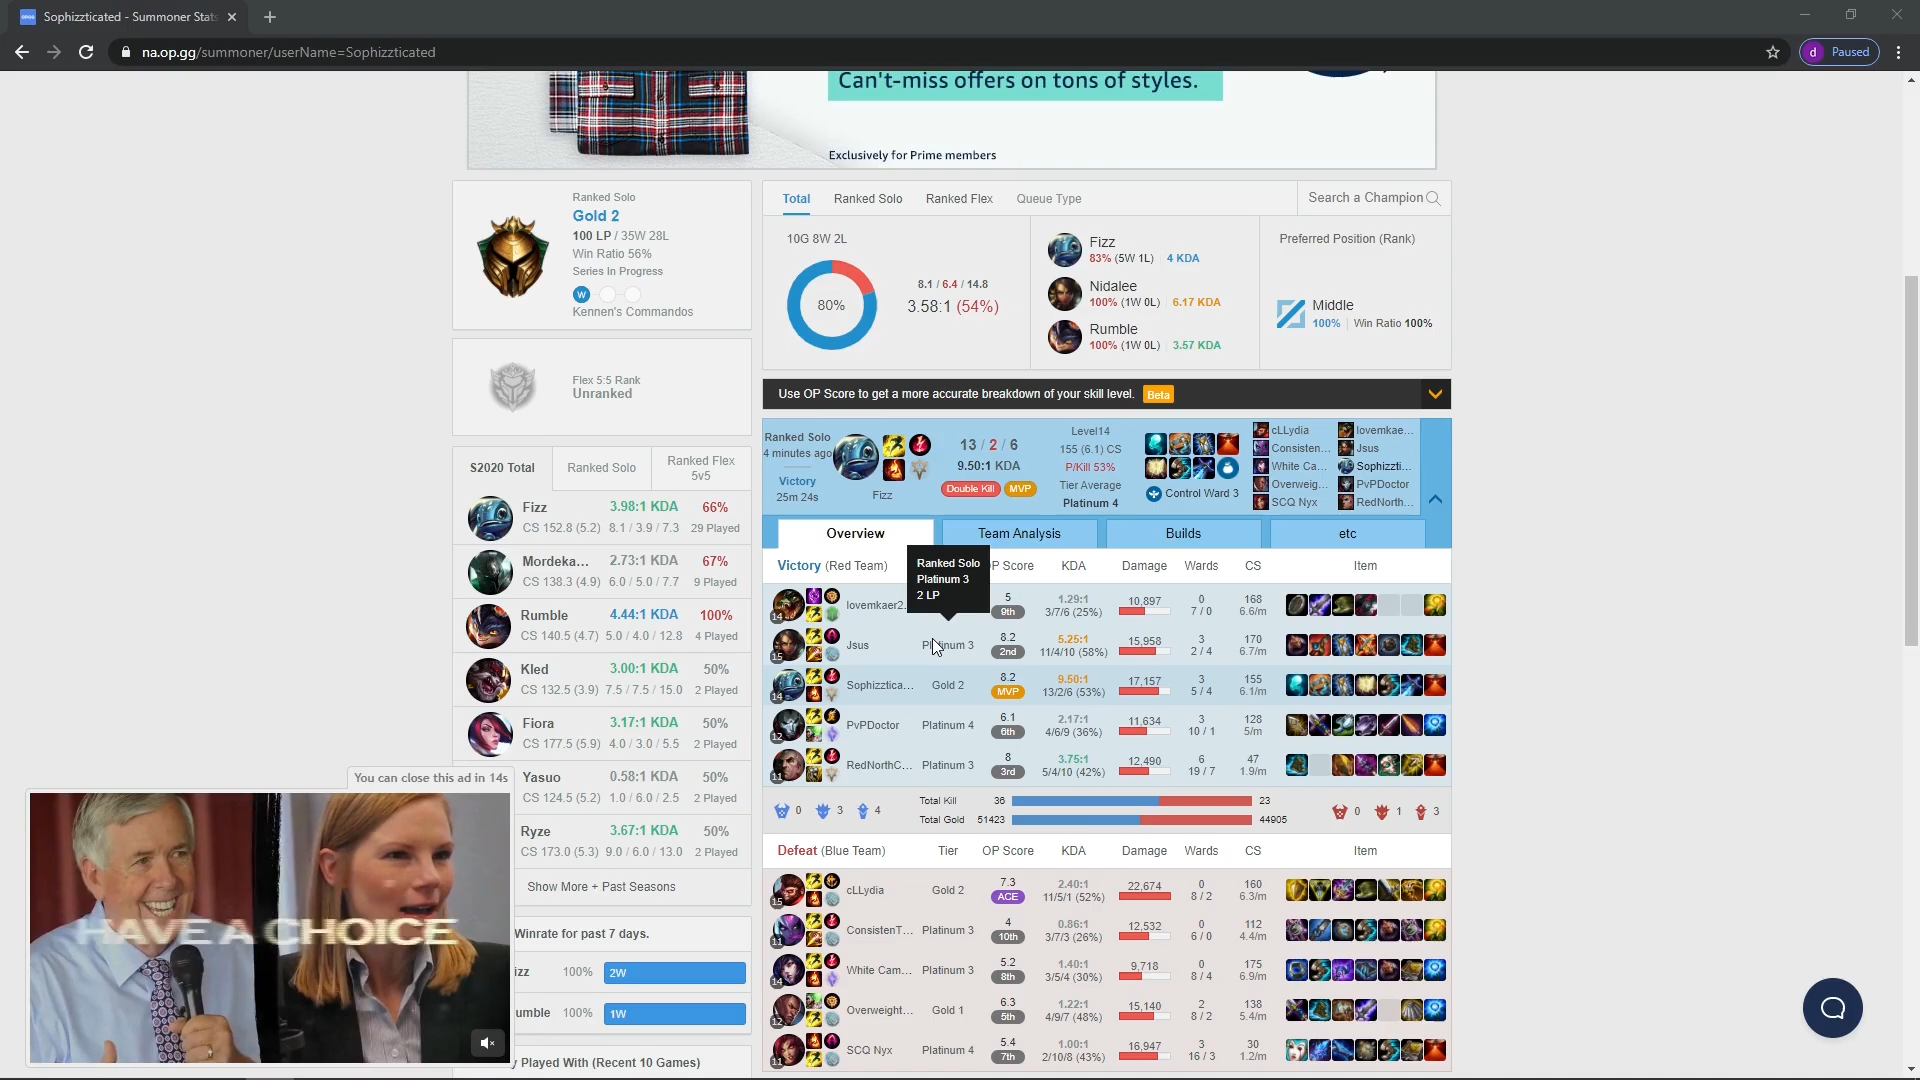 Sophizzticated - Summoner Stats
na.op.gg/summoner/userName=Sophizzticated
Paused
d
Can't-miss offers on tons of styles.
Exclusively for Prime members
Ranked Solo
Gold 2
100 LP / 35W 28L
Win Ratio 56%
Series In Progress
W
Kennen's Commandos
Flex 5:5 Rank
Unranked
S2020 Total
Ranked Solo
Ranked Flex
5v5
Fizz 3.98:1 KDA 66%
CS 152.8 (5.2) 8.1 / 3.9 / 7.3 29 Played
Mordeka... 2.73:1 KDA 67%
CS 138.3 (4.9) 6.0 / 5.0 / 7.7 9 Played
Rumble 4.44:1 KDA 100%
CS 140.5 (4.7) 5.0 / 4.0 / 12.8 4 Played
Kled 3.00:1 KDA 50%
CS 132.5 (3.9) 7.5 / 7.5 / 15.0 2 Played
Fiora 3.17:1 KDA 50%
CS 177.5 (5.9) 4.0 / 3.0 / 5.5 2 Played
Yasuo 0.58:1 KDA 50%
CS 124.5 (5.2) 1.0 / 6.0 / 2.5 2 Played
Ryze 3.67:1 KDA 50%
CS 173.0 (5.3) 9.0 / 6.0 / 13.0 2 Played
Show More + Past Seasons
Winrate for past 7 days.
izz 100% 2W
umble 100% 1W
y Played With (Recent 10 Games)
You can close this ad in 14s
HAVE A CHOICE
Total Ranked Solo Ranked Flex Queue Type
Search a Champion
10G 8W 2L
80%
8.1 / 6.4 / 14.8
3.58:1 (54%)
Fizz
83% (5W 1L) 4 KDA
Nidalee
100% (1W 0L) 6.17 KDA
Rumble
100% (1W 0L) 3.57 KDA
Preferred Position (Rank)
Middle
100% Win Ratio 100%
Use OP Score to get a more accurate breakdown of your skill level. Beta
Ranked Solo
4 minutes ago
Victory
25m 24s
Fizz
13 / 2 / 6
9.50:1 KDA
Double Kill MVP
Level14
155 (6.1) CS
P/Kill 53%
Tier Average
Platinum 4
Control Ward 3
cLLydia
Consisten...
White Ca...
Overweig...
SCQ Nyx
lovemkae...
Jsus
Sophizzti...
PvPDoctor
RedNorth...
Overview Team Analysis Builds etc
Ranked Solo
Platinum 3
2 LP
Victory (Red Team) OP Score KDA Damage Wards CS Item
14 lovemkaer2. 5 9th 1.29:1 3/7/6 (25%) 10,897 0 7 / 0 168 6.6/m
15 Jsus Platinum 3 8.2 2nd 5.25:1 11/4/10 (58%) 15,958 3 2 / 4 170 6.7/m
14 Sophizztica... Gold 2 8.2 MVP 9.50:1 13/2/6 (53%) 17,157 3 5 / 4 155 6.1/m
12 PvPDoctor Platinum 4 6.1 6th 2.17:1 4/6/9 (36%) 11,634 3 10 / 1 128 5/m
11 RedNorthC... Platinum 3 8 3rd 3.75:1 5/4/10 (42%) 12,490 6 19 / 7 47 1.9/m
0 3 4
Total Kill 36 23
Total Gold 51423 44905
0 1 3
Defeat (Blue Team) Tier OP Score KDA Damage Wards CS Item
15 cLLydia Gold 2 7.3 ACE 2.40:1 11/5/1 (52%) 22,674 0 8 / 2 160 6.3/m
11 ConsistenT... Platinum 3 4 10th 0.86:1 3/7/3 (26%) 12,532 0 6 / 0 112 4.4/m
14 White Cam... Platinum 3 5.2 8th 1.40:1 3/5/4 (30%) 9,718 0 8 / 4 175 6.9/m
12 Overweight... Gold 1 6.3 5th 1.22:1 4/9/7 (48%) 15,140 2 8 / 2 138 5.4/m
11 SCQ Nyx Platinum 4 5.4 7th 1.00:1 2/10/8 (43%) 16,947 3 16 / 3 30 1.2/m